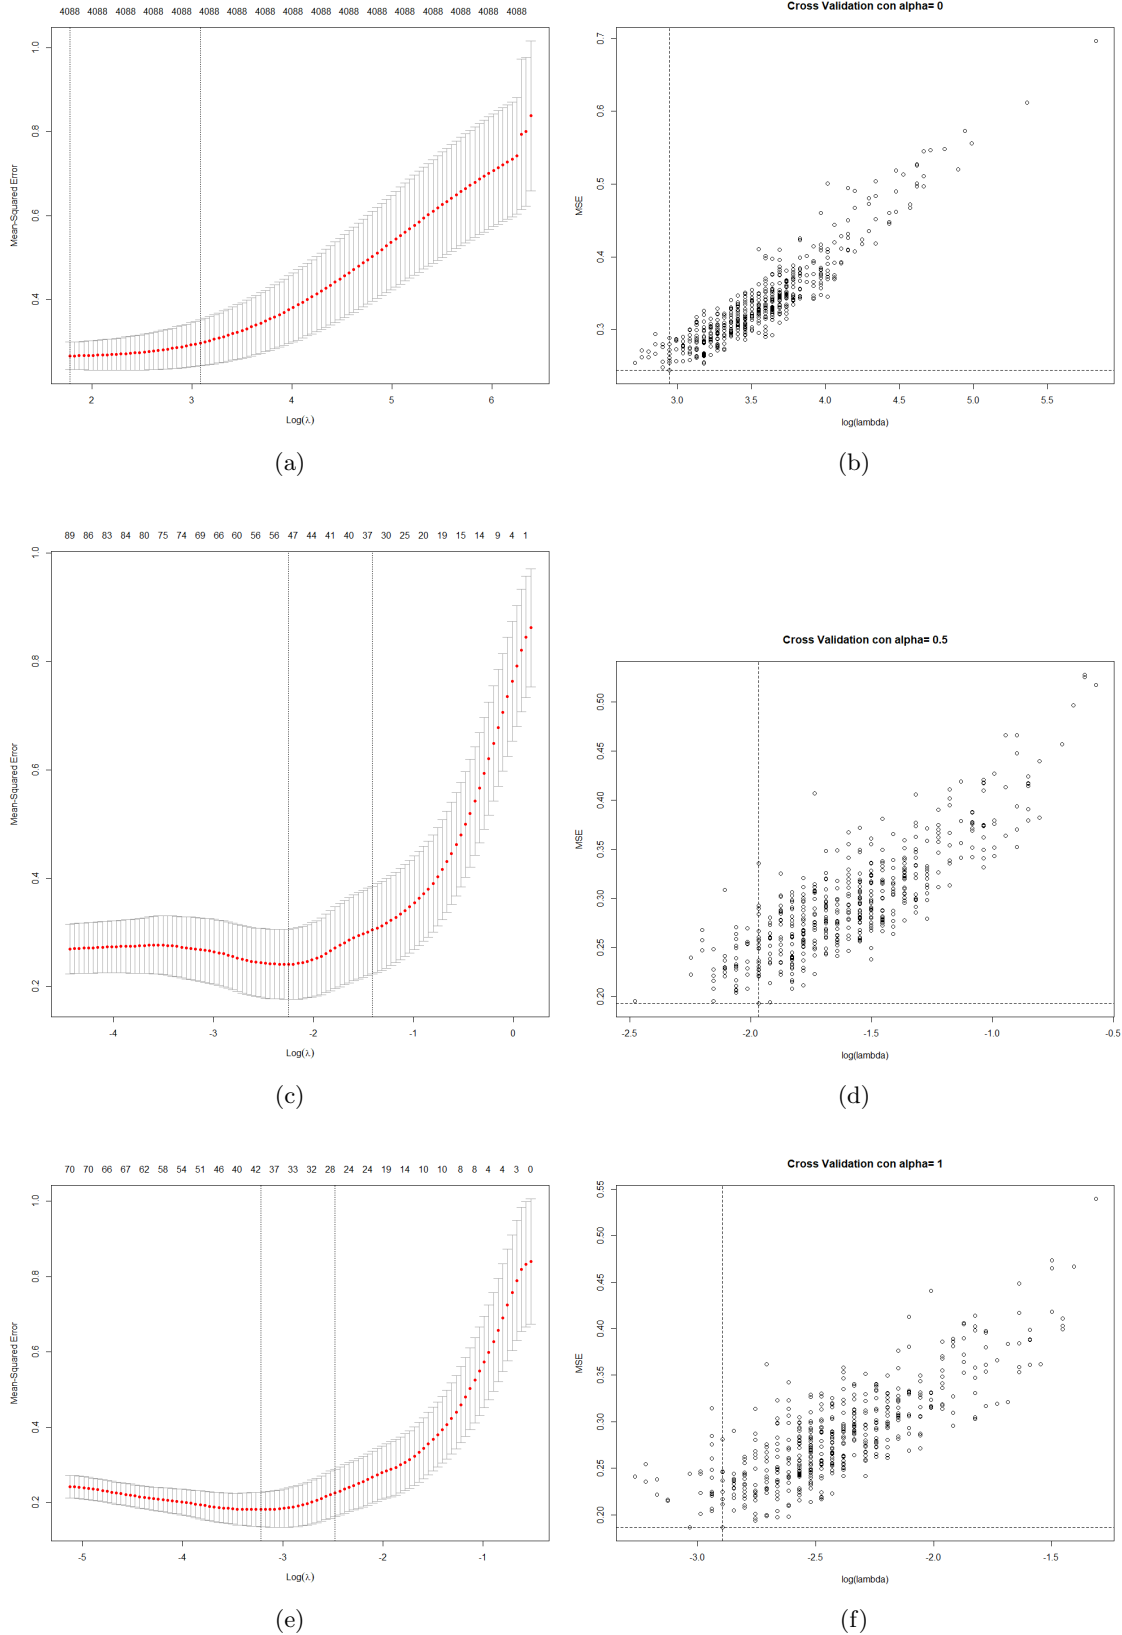 4088 4088 4088 4088 4088 4088 4088 4088 4088 4088 4088 4088 4088 4088 4088 4088 4088
Mean-Squared Error
0.4 0.6 0.8 1.0
2 3 4 5 6
Log(λ)
(a)
Cross Validation con alpha= 0
MSE
0.3 0.4 0.5 0.6 0.7
3.0 3.5 4.0 4.5 5.0 5.5
log(lambda)
(b)
89 86 83 84 80 75 74 69 66 60 56 56 47 44 41 40 37 30 25 20 19 15 14 9 4 1
Mean-Squared Error
0.2 0.4 0.6 0.8 1.0
-4 -3 -2 -1 0
Log(λ)
(c)
Cross Validation con alpha= 0.5
MSE
0.20 0.25 0.30 0.35 0.40 0.45 0.50
-2.5 -2.0 -1.5 -1.0 -0.5
log(lambda)
(d)
70 70 66 67 62 58 54 51 46 40 42 37 33 32 28 24 24 19 14 10 10 8 8 4 4 3 0
Mean-Squared Error
0.2 0.4 0.6 0.8 1.0
-5 -4 -3 -2 -1
Log(λ)
(e)
Cross Validation con alpha= 1
MSE
0.20 0.25 0.30 0.35 0.40 0.45 0.50 0.55
-3.0 -2.5 -2.0 -1.5
log(lambda)
(f)